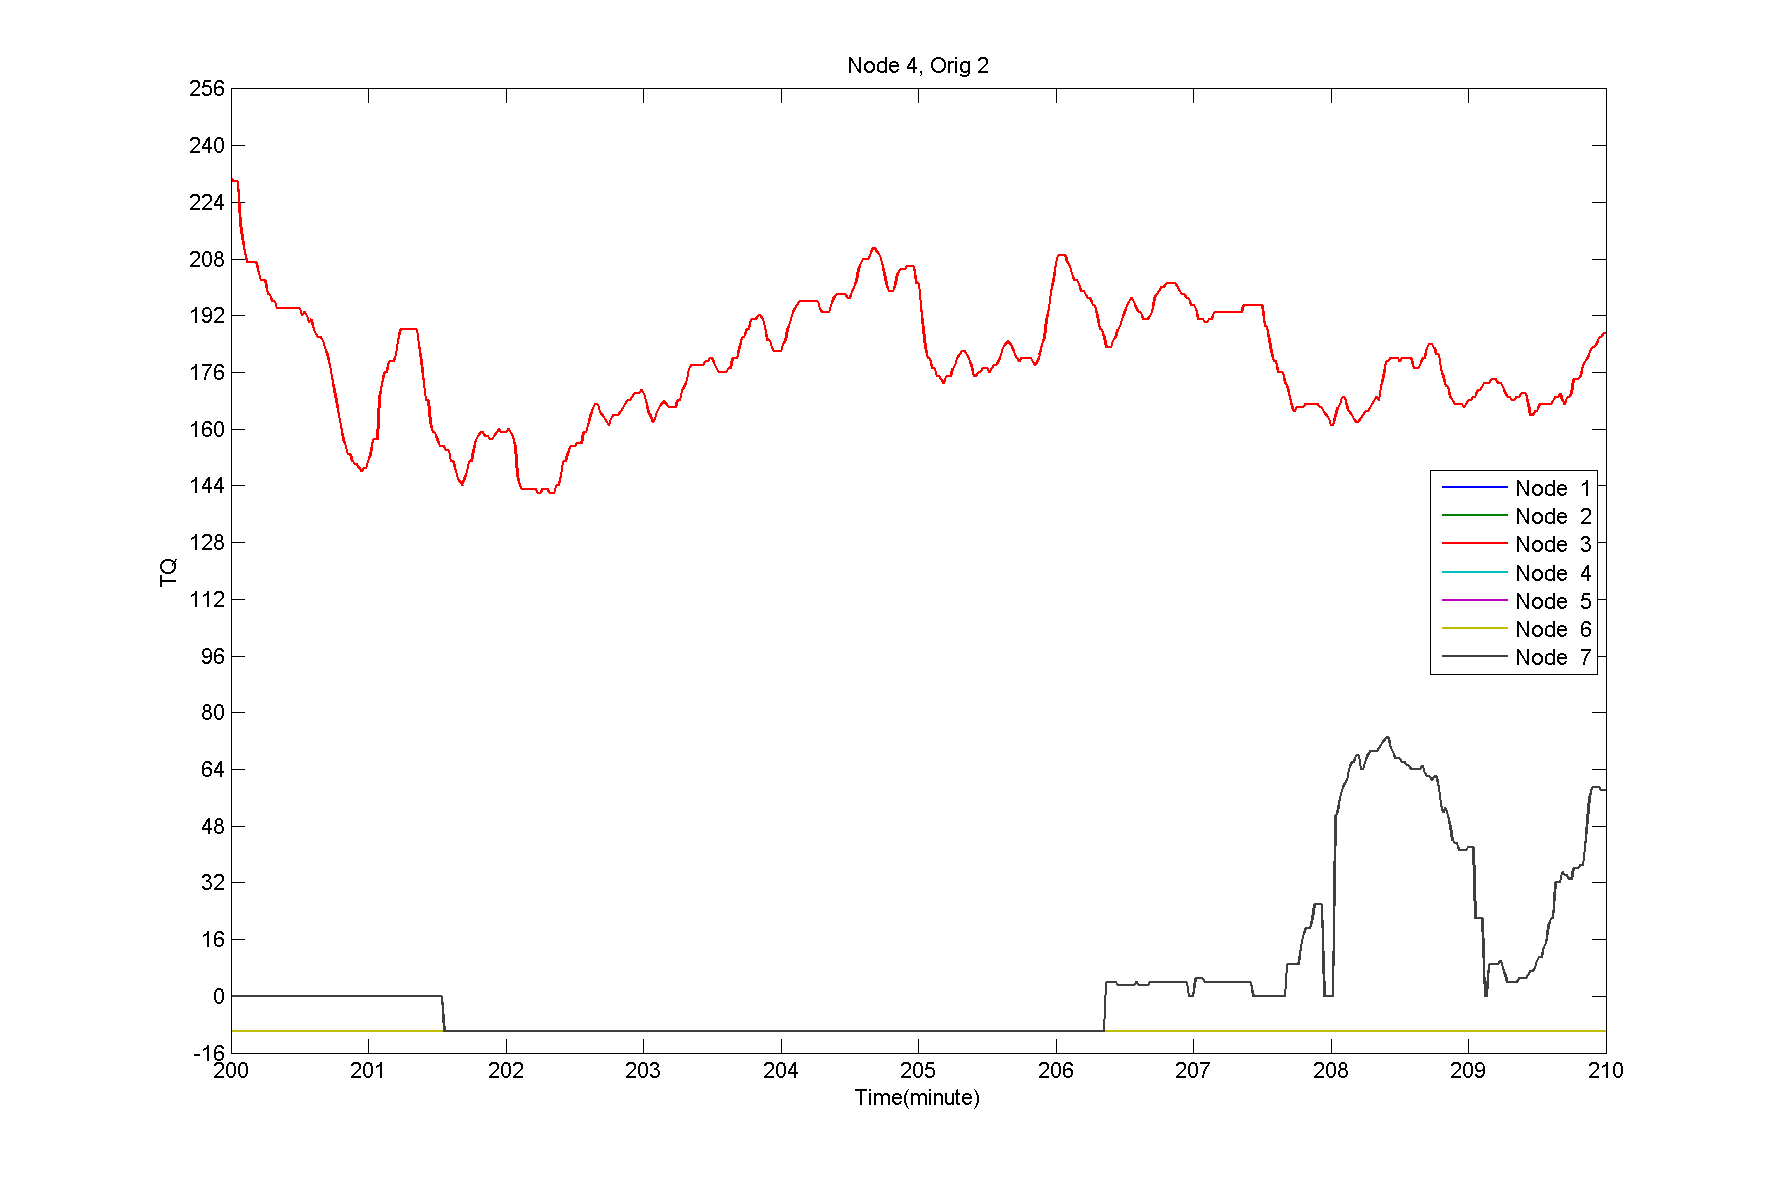 Node 4, Orig 2
256
240
224
208
192
176
160
144
128
112
96
80
64
48
32
16
0
-16
TQ
Node 1
Node 2
Node 3
Node 4
Node 5
Node 6
Node 7
200 201 202 203 204 205 206 207 208 209 210
Time(minute)